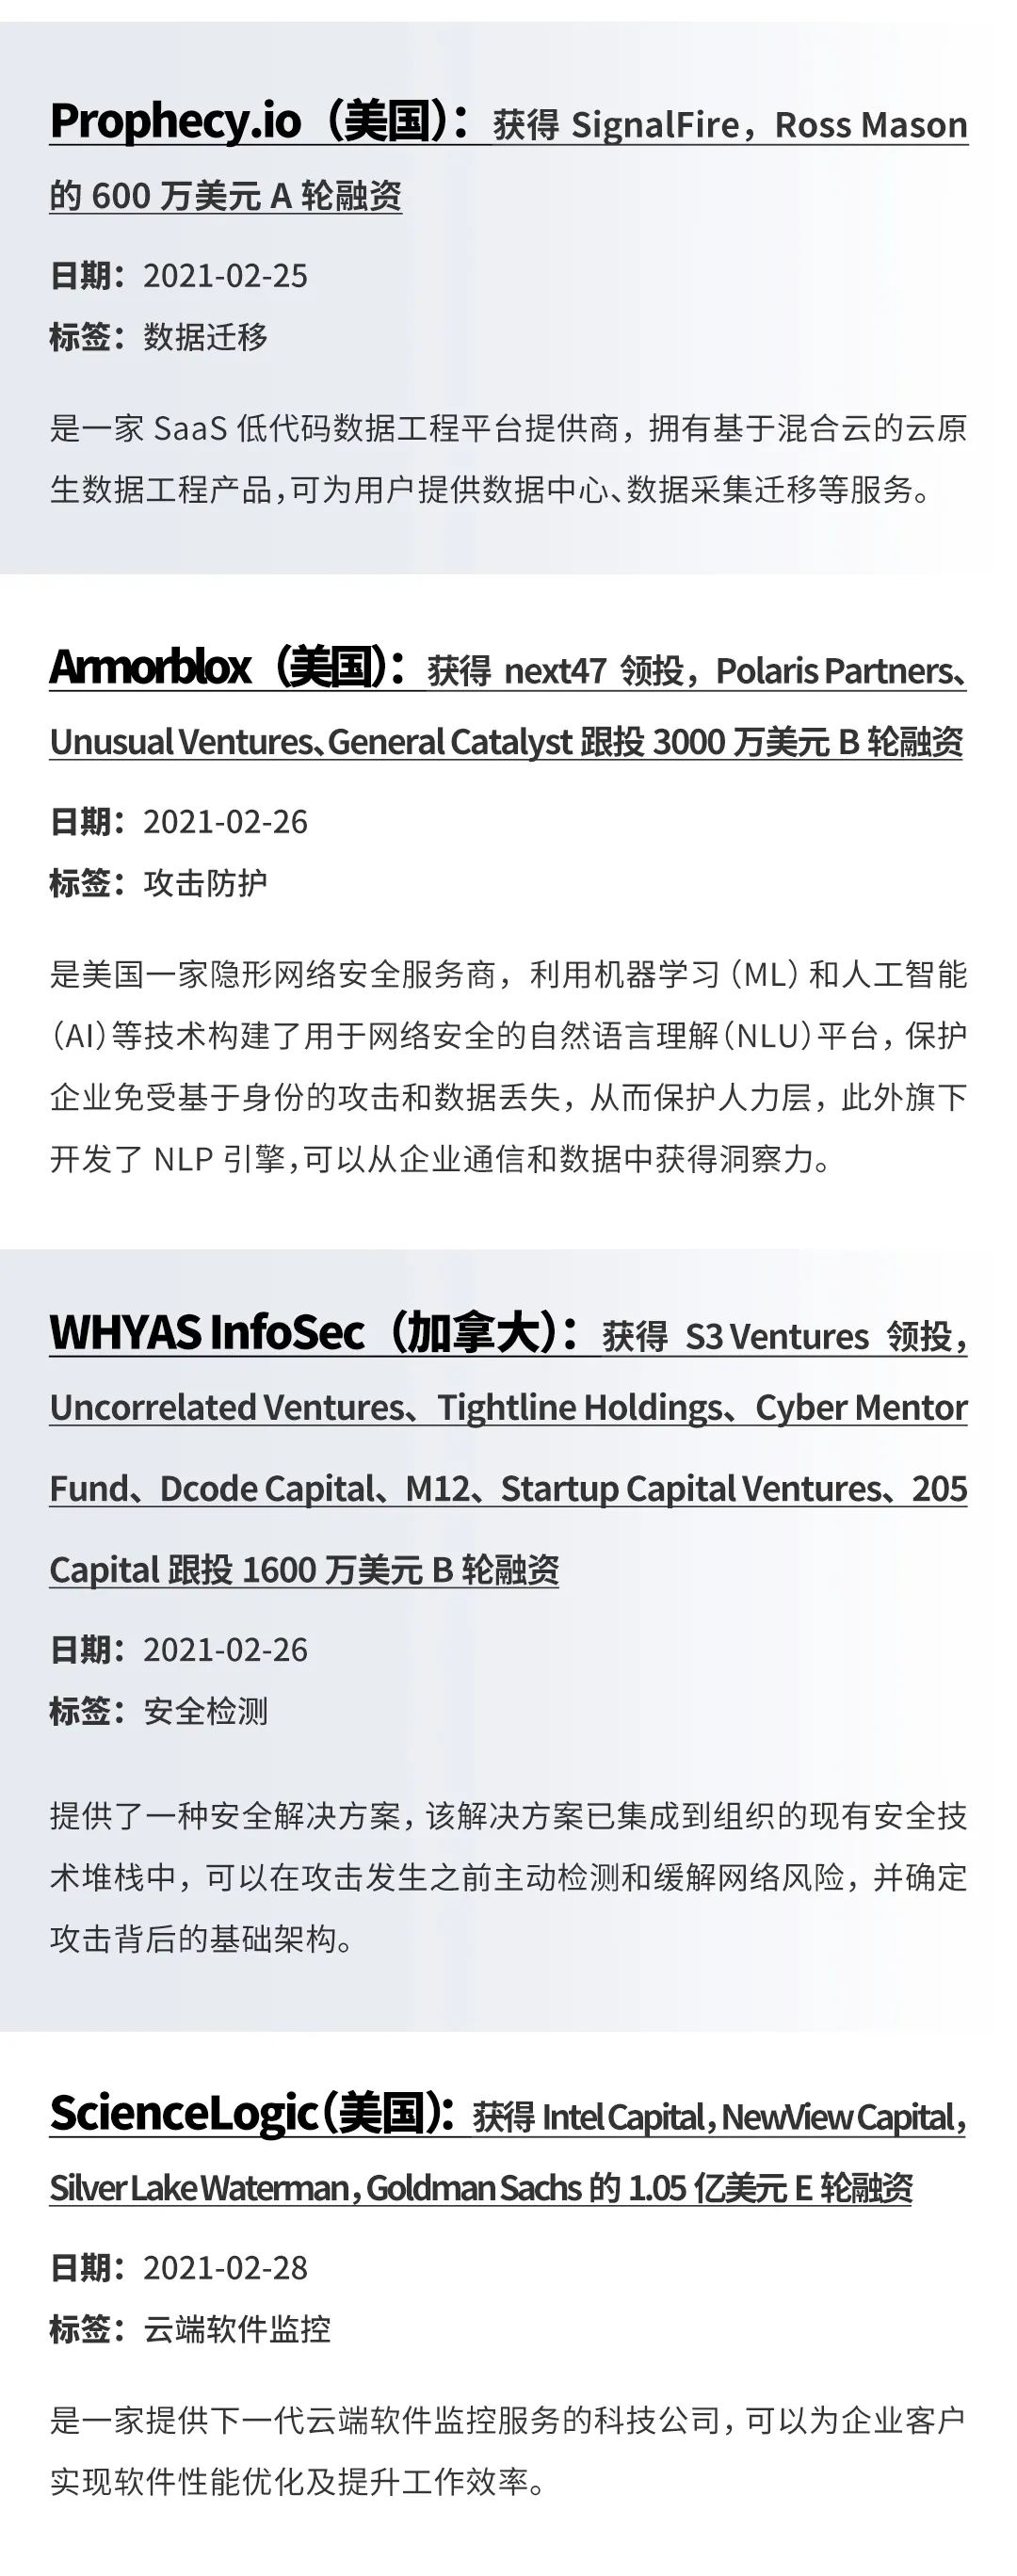 Prophecy.io（美国）：获得 SignalFire，Ross Mason
的 600 万美元 A 轮融资
日期：2021-02-25
标签：数据迁移
是一家 SaaS 低代码数据工程平台提供商，拥有基于混合云的云原
生数据工程产品，可为用户提供数据中心、数据采集迁移等服务。
Armorblox（美国）：获得 next47 领投，Polaris Partners、
Unusual Ventures、General Catalyst 跟投 3000 万美元 B 轮融资
日期：2021-02-26
标签：攻击防护
是美国一家隐形网络安全服务商，利用机器学习（ML）和人工智能
（AI）等技术构建了用于网络安全的自然语言理解（NLU）平台，保护
企业免受基于身份的攻击和数据丢失，从而保护人力层，此外旗下
开发了 NLP 引擎，可以从企业通信和数据中获得洞察力。
WHYAS InfoSec（加拿大）：获得 S3 Ventures 领投，
Uncorrelated Ventures、Tightline Holdings、Cyber Mentor
Fund、Dcode Capital、M12、Startup Capital Ventures、205
Capital 跟投 1600 万美元 B 轮融资
日期：2021-02-26
标签：安全检测
提供了一种安全解决方案，该解决方案已集成到组织的现有安全技
术堆栈中，可以在攻击发生之前主动检测和缓解网络风险，并确定
攻击背后的基础架构。
ScienceLogic（美国）：获得 Intel Capital，NewView Capital，
Silver Lake Waterman，Goldman Sachs 的 1.05 亿美元 E 轮融资
日期：2021-02-28
标签：云端软件监控
是一家提供下一代云端软件监控服务的科技公司，可以为企业客户
实现软件性能优化及提升工作效率。